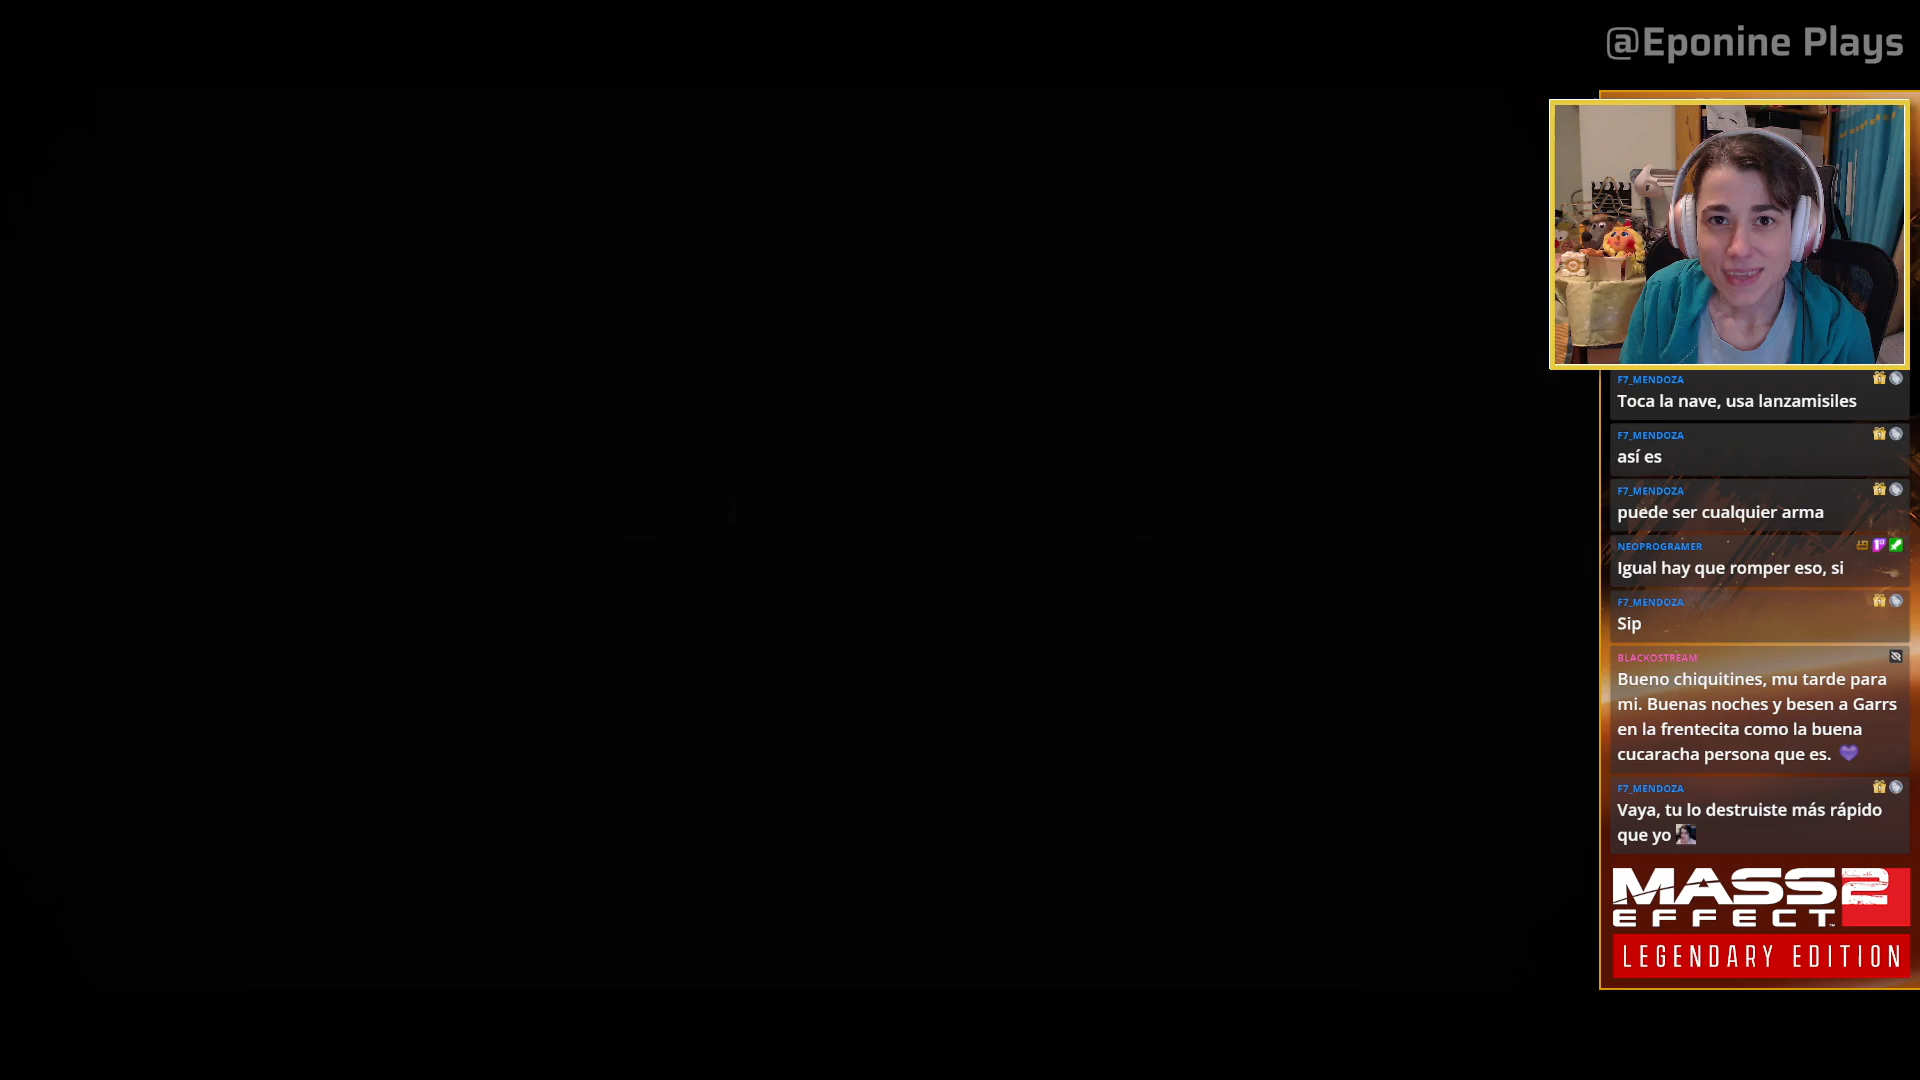 @Eponine Plays
F7_MENDOZA
Toca la nave, usa lanzamisiles
F7_MENDOZA
así es
F7_MENDOZA
puede ser cualquier arma
NEOPROGRAMER
Igual hay que romper eso, si
F7_MENDOZA
Sip
BLACKOSTREAM
Bueno chiquitines, mu tarde para
mi. Buenas noches y besen a Garrs
en la frentecita como la buena
cucaracha persona que es. 💜
F7_MENDOZA
Vaya, tu lo destruiste más rápido
que yo
MASS 2
EFFECT™
LEGENDARY EDITION